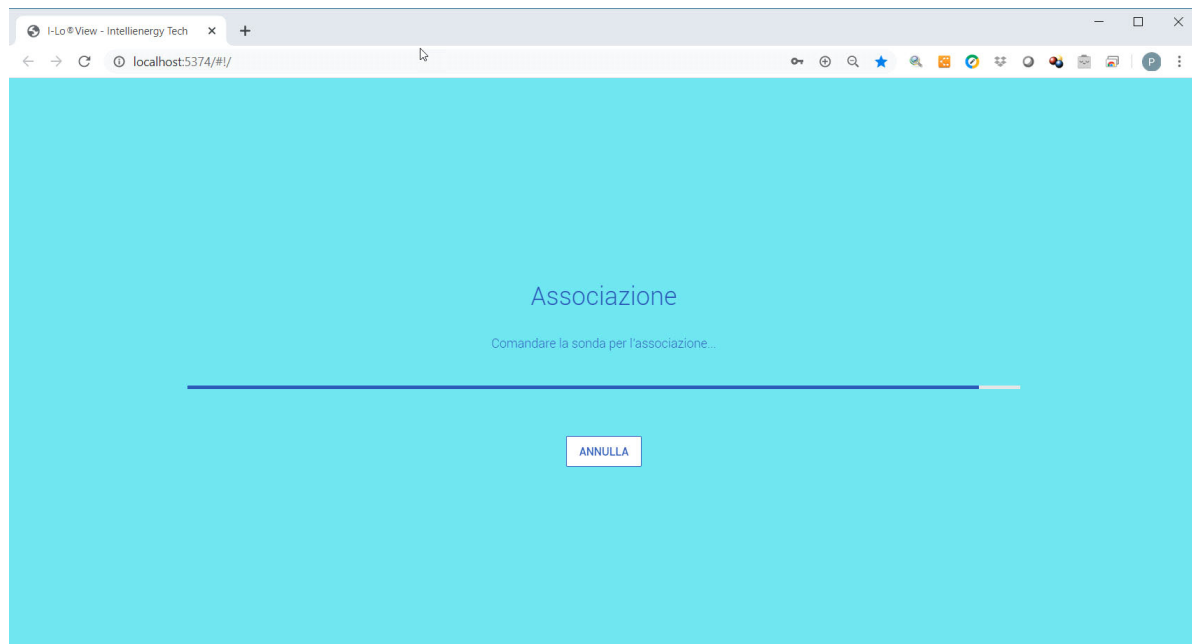 I-Lo®View - Intellienergy Tech
localhost:5374/#!/
P
Associazione
Comandare la sonda per l'associazione...
ANNULLA